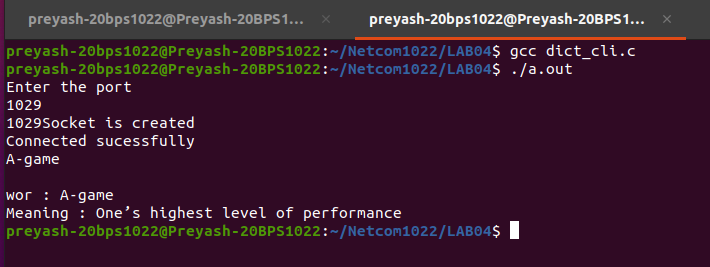 preyash-20bps1022@Preyash-20BPS1... × preyash-20bps1022@Preyash-20BPS1... ×
preyash-20bps1022@Preyash-20BPS1022:~/Netcom1022/LAB04$ gcc dict_cli.c
preyash-20bps1022@Preyash-20BPS1022:~/Netcom1022/LAB04$ ./a.out
Enter the port
1029
1029Socket is created
Connected sucessfully
A-game
wor : A-game
Meaning : One’s highest level of performance
preyash-20bps1022@Preyash-20BPS1022:~/Netcom1022/LAB04$